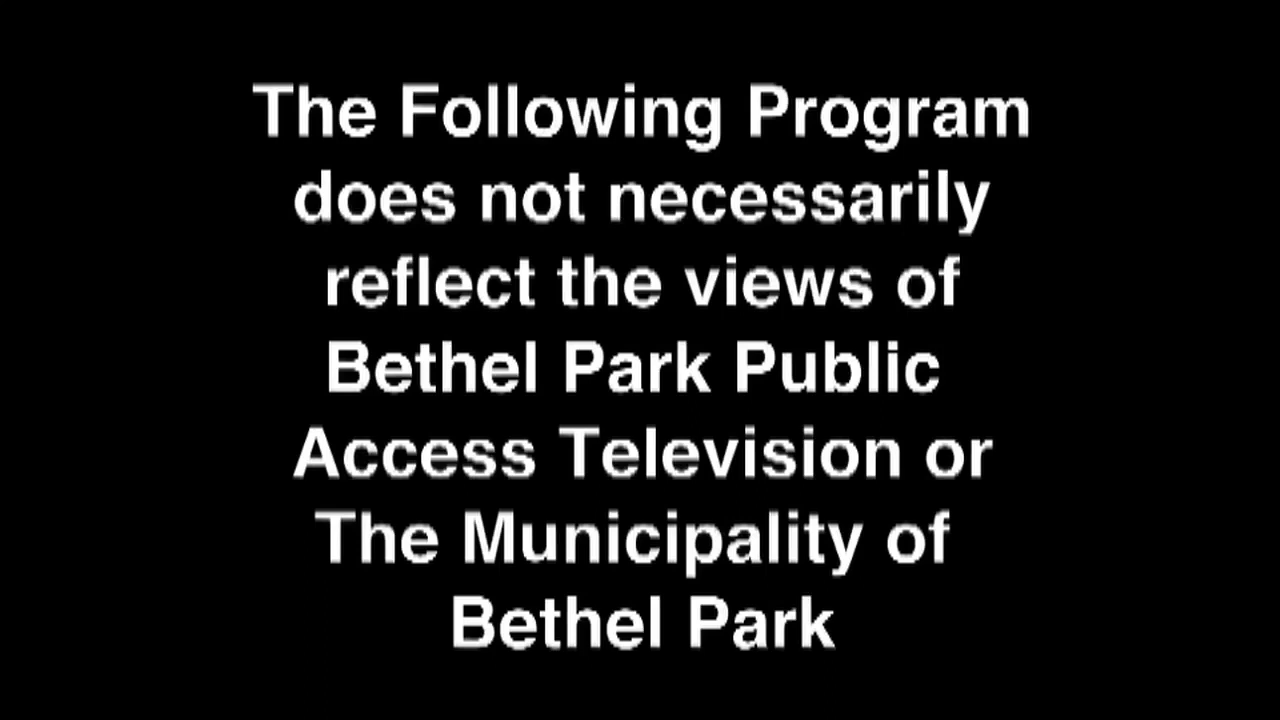 The Following Program
does not necessarily
reflect the views of
Bethel Park Public
Access Television or
The Municipality of
Bethel Park